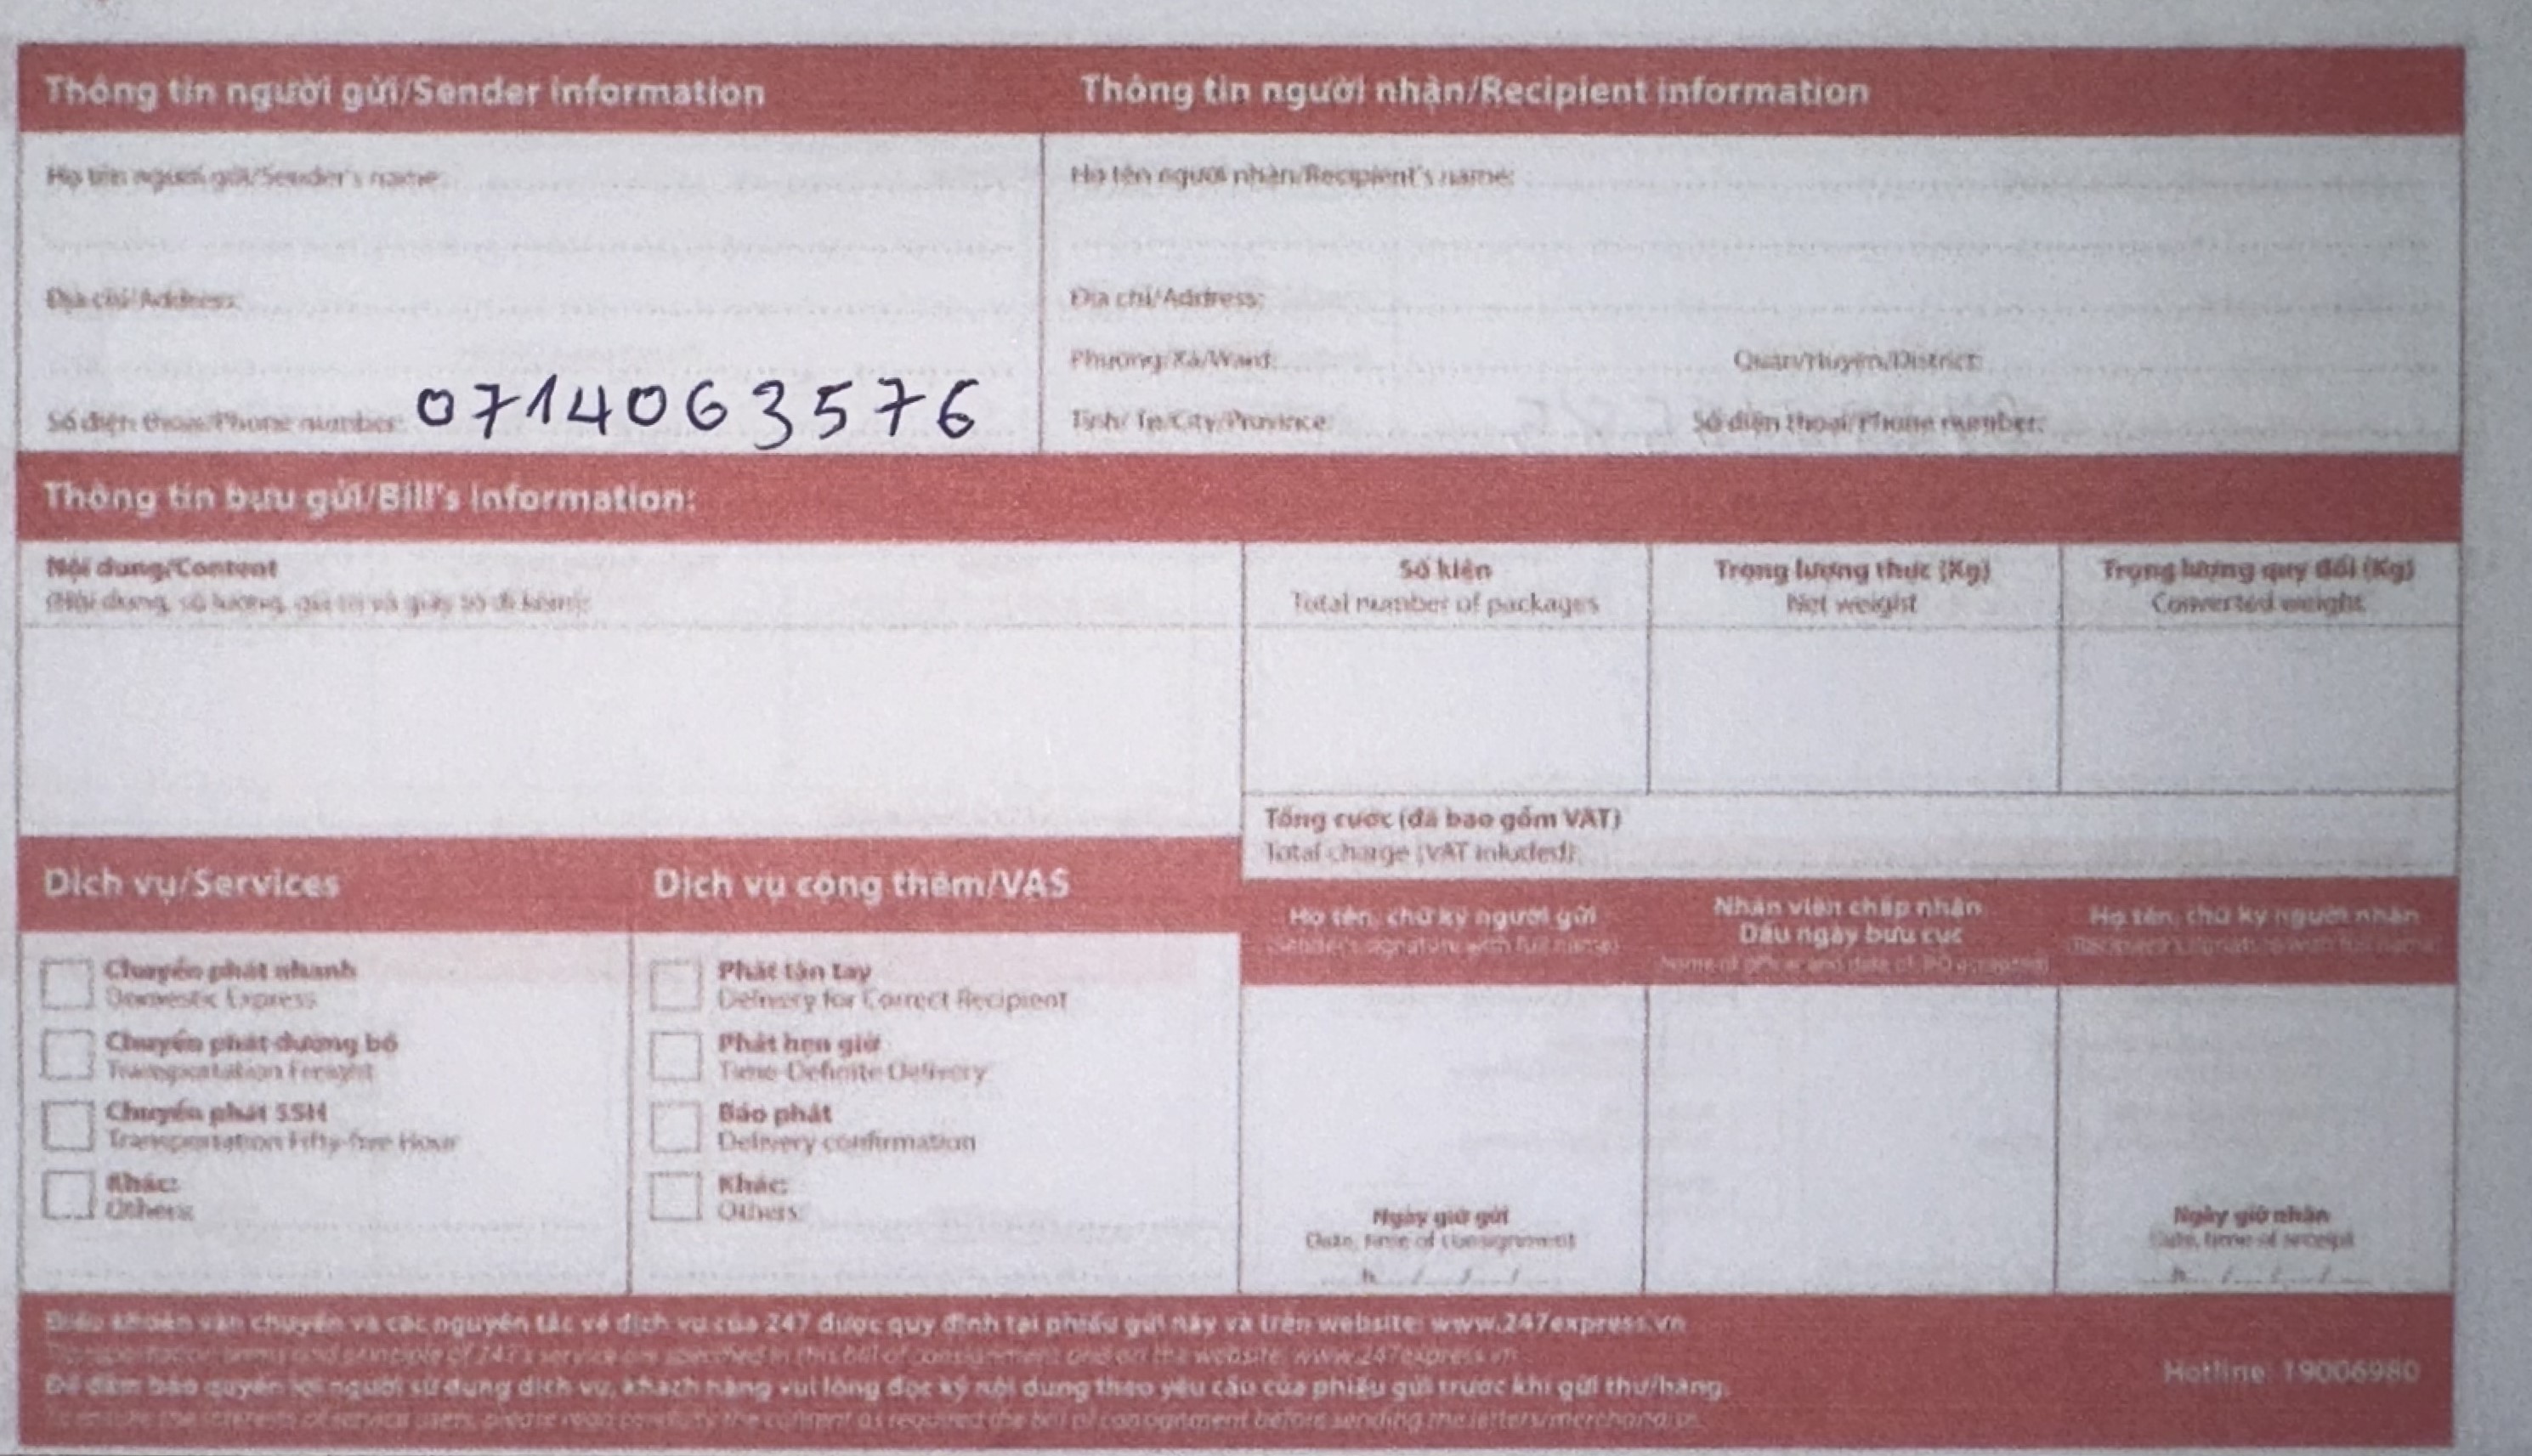 Thông tin người gửi/Sender information
Thông tin người nhận/Recipient information
Họ tên người gửi/Sender's name:
Họ tên người nhận/Recipient's name:
Địa chỉ/Address:
Địa chỉ/Address:
Phường/Xã/Ward:
Quận/Huyện/District:
Số điện thoại/Phone number: 0714063576
Tỉnh/ Tp/City/Province:
Số điện thoại/Phone number:
Thông tin bưu gửi/Bill's information:
Nội dung/Content
(Nội dung, số lượng, giá trị và giấy tờ đi kèm):
Số kiện
Total number of packages
Trọng lượng thực (Kg)
Net weight
Trọng lượng quy đổi (Kg)
Converted weight
Tổng cước (đã bao gồm VAT)
Total charge (VAT inluded):
Dịch vụ/Services
Dịch vụ cộng thêm/VAS
Họ tên, chữ ký người gửi
(Sender's signature with full name)
Nhân viên chấp nhận
Dấu ngày bưu cục
Họ tên, chữ ký người nhận
Chuyển phát nhanh
Domestic Express
Chuyển phát đường bộ
Transportation Freight
Chuyển phát 55H
Transportation Fifty-five Hour
Khác:
Others:
Phát tận tay
Delivery for Correct Recipient
Phát hẹn giờ
Time-Definite Delivery
Báo phát
Delivery confirmation
Khác:
Others:
Ngày giờ gửi
Date, time of consignment
h / / /
Ngày giờ nhận
Date, time of receipt
h / / /
Điều khoản vận chuyển và các nguyên tắc về dịch vụ của 247 được quy định tại phiếu gửi này và trên website: www.247express.vn
Transportation terms and principle of 247's service are specified in this bill of consignment and on the website: www.247express.vn
Để đảm bảo quyền lợi người sử dụng dịch vụ, khách hàng vui lòng đọc kỹ nội dung theo yêu cầu của phiếu gửi trước khi gửi thư/hàng.
To ensure the interests of service users, please read carefully the content as required the bill of consignment before sending the letters/merchandise.
Hotline: 19006980